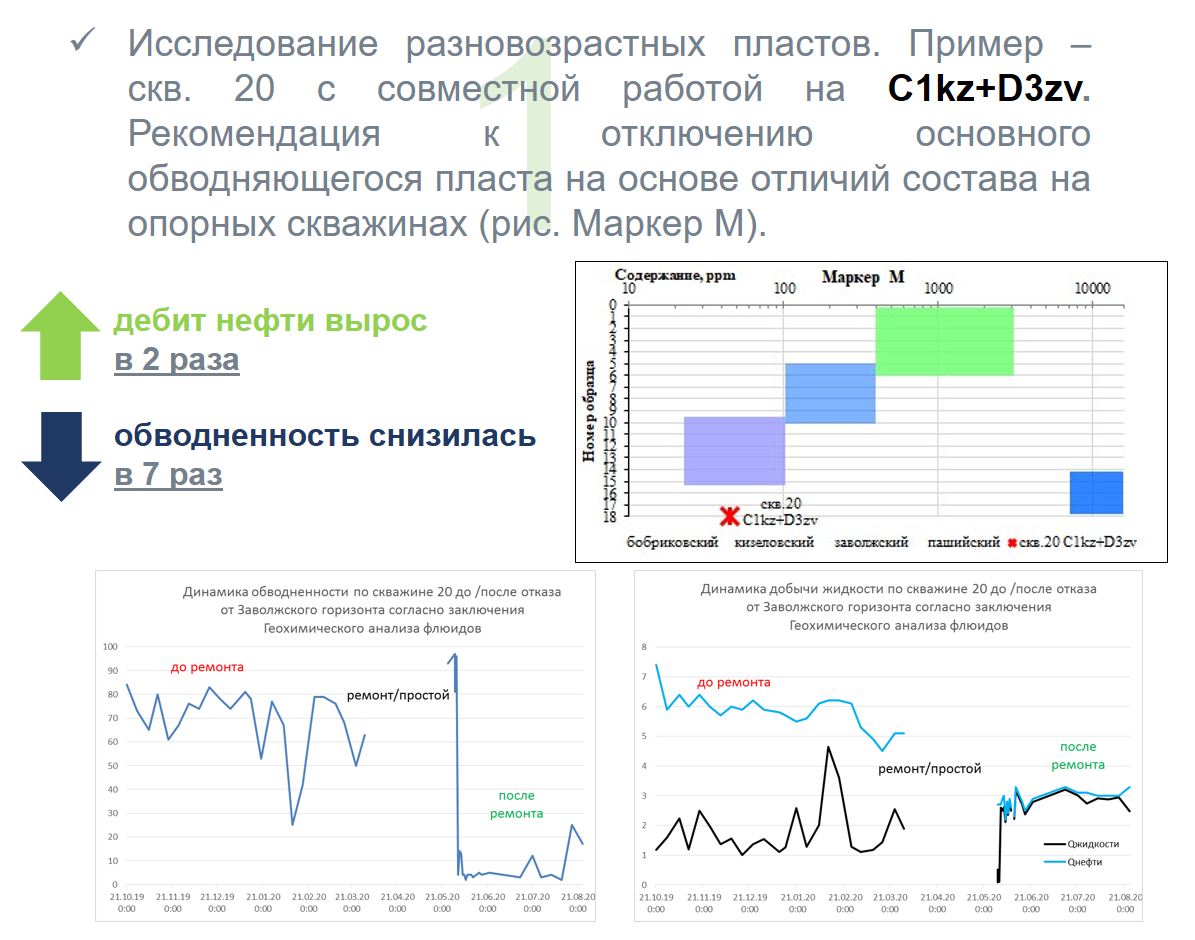 ✓ Исследование разновозрастных пластов. Пример –
скв. 20 с совместной работой на C1kz+D3zv.
Рекомендация к отключению основного
обводняющегося пласта на основе отличий состава на
опорных скважинах (рис. Маркер М).
1
дебит нефти вырос
в 2 раза
обводненность снизилась
в 7 раз
Содержание, ppm
Маркер М
10 100 1000 10000
Номер образца
0
1
2
3
4
5
6
7
8
9
10
11
12
13
14
15
16
17
18
скв.20
C1kz+D3zv
бобриковский кизеловский заволжский пашийский скв.20 C1kz+D3zv
Динамика обводненности по скважине 20 до /после отказа
от Заволжского горизонта согласно заключения
Геохимического анализа флюидов
100
90
80
70
60
50
40
30
20
10
0
до ремонта
ремонт/простой
после
ремонта
21.10.19 21.11.19 21.12.19 21.01.20 21.02.20 21.03.20 21.04.20 21.05.20 21.06.20 21.07.20 21.08.20
0:00 0:00 0:00 0:00 0:00 0:00 0:00 0:00 0:00 0:00 0:00
Динамика добычи жидкости по скважине 20 до /после отказа
от Заволжского горизонта согласно заключения
Геохимического анализа флюидов
8
7
6
5
4
3
2
1
0
до ремонта
ремонт/простой
после
ремонта
Qжидкости
Qнефти
21.10.19 21.11.19 21.12.19 21.01.20 21.02.20 21.03.20 21.04.20 21.05.20 21.06.20 21.07.20 21.08.20
0:00 0:00 0:00 0:00 0:00 0:00 0:00 0:00 0:00 0:00 0:00